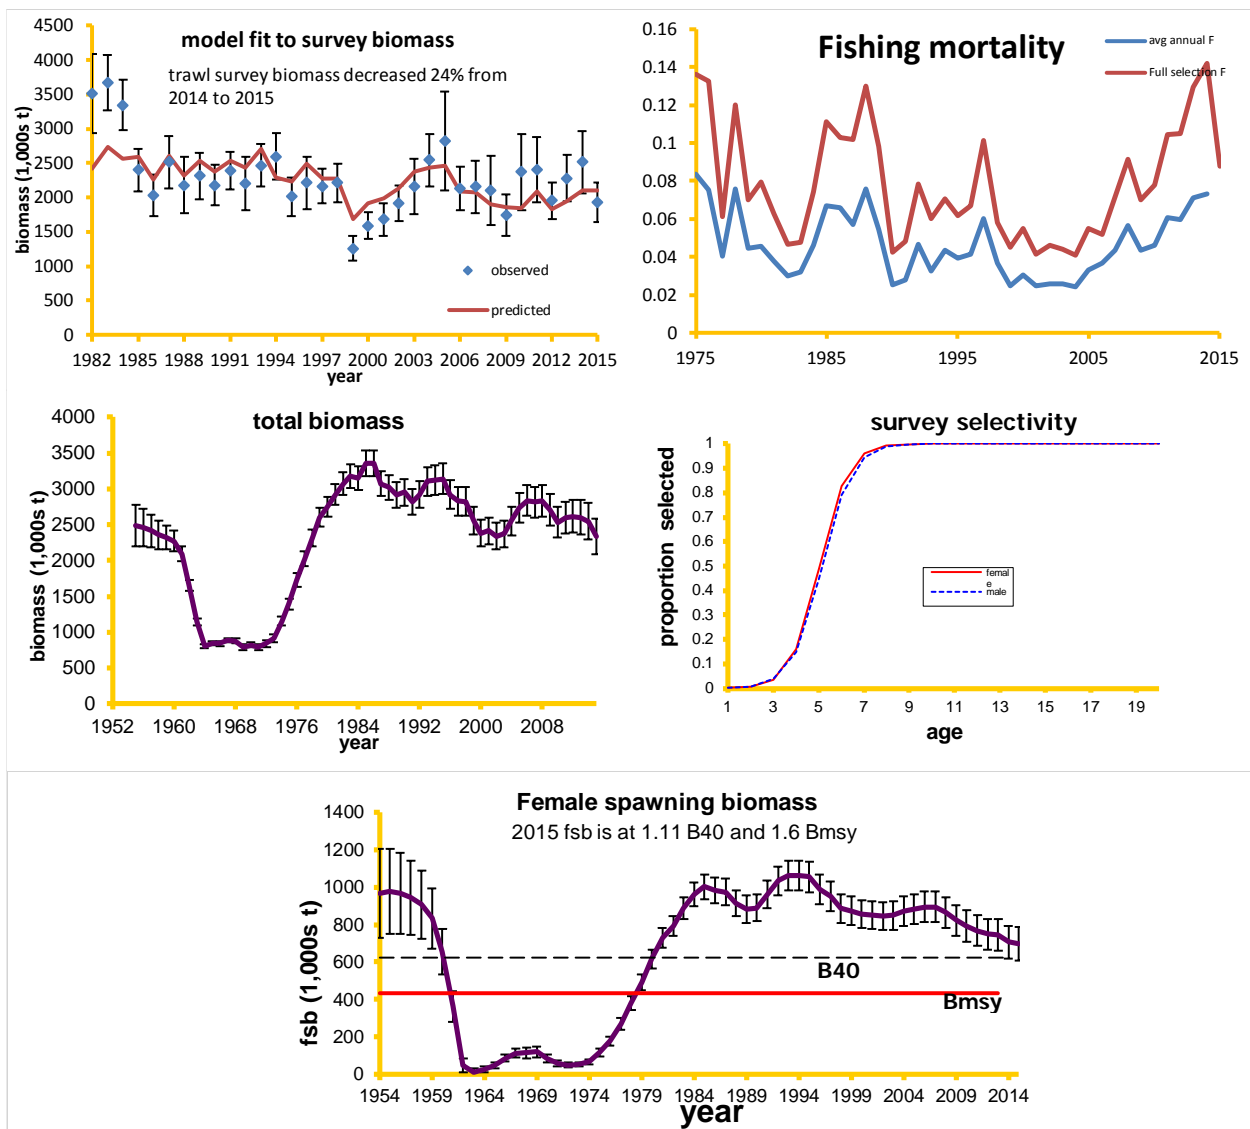 model fit to survey biomass
trawl survey biomass decreased 24% from
2014 to 2015
biomass (1,000s t)
4500
4000
3500
3000
2500
2000
1500
1000
500
0
observed
predicted
1982 1985 1988 1991 1994 1997 2000 2003 2006 2009 2012 2015
year
Fishing mortality
avg annual F
Full selection F
0.16
0.14
0.12
0.1
0.08
0.06
0.04
0.02
0
1975 1985 1995 2005 2015
total biomass
biomass (1,000s t)
4000
3500
3000
2500
2000
1500
1000
500
0
1952 1960 1968 1976 1984 1992 2000 2008
year
survey selectivity
proportion selected
1
0.9
0.8
0.7
0.6
0.5
0.4
0.3
0.2
0.1
0
femal
e
male
1 3 5 7 9 11 13 15 17 19
age
Female spawning biomass
2015 fsb is at 1.11 B40 and 1.6 Bmsy
fsb (1,000s t)
1400
1200
1000
800
600
400
200
0
B40
Bmsy
1954 1959 1964 1969 1974 1979 1984 1989 1994 1999 2004 2009 2014
year